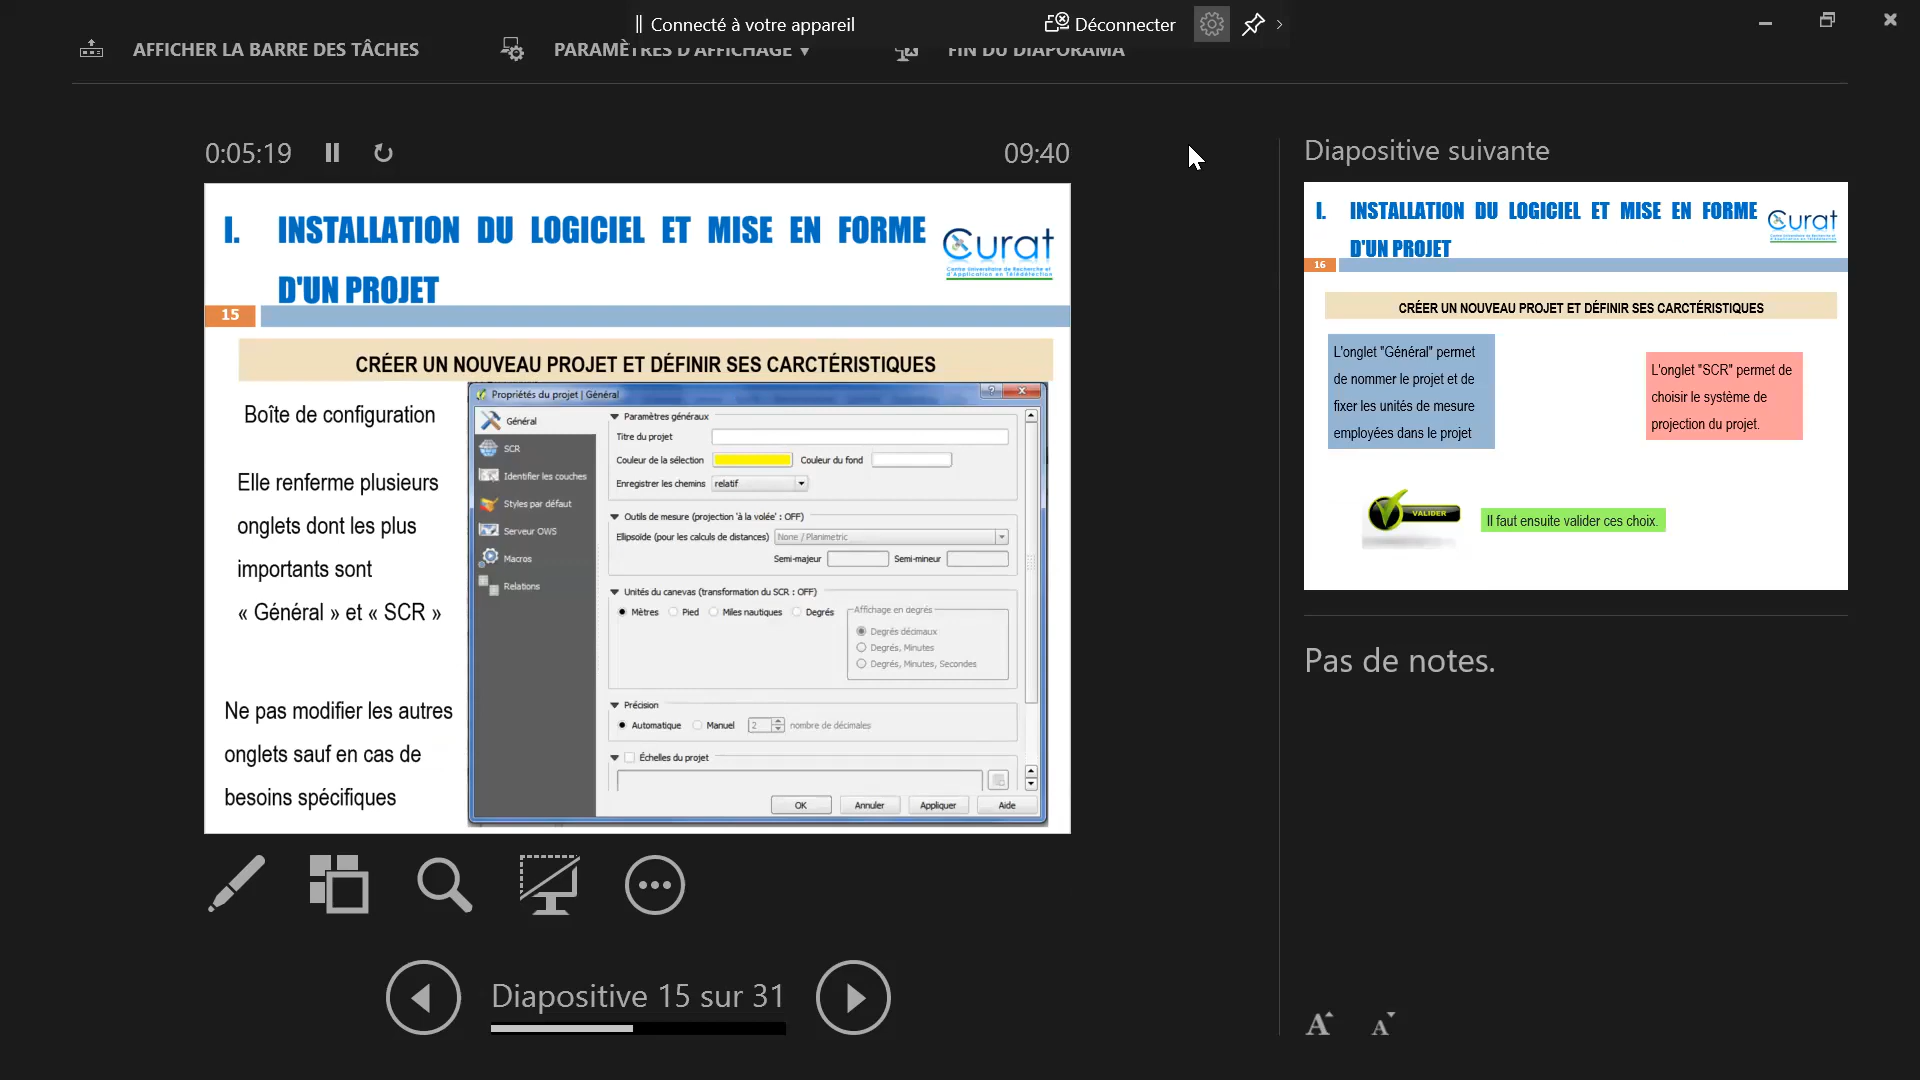 Connecté à votre appareil
Déconnecter
AFFICHER LA BARRE DES TÂCHES
PARAMÈTRES D'AFFICHAGE ▼
FIN DU DIAPORAMA
0:05:19
09:40
I. INSTALLATION DU LOGICIEL ET MISE EN FORME
D'UN PROJET
Curat
Centre Universitaire de Recherche et
d'Application en Télédétection
15
CRÉER UN NOUVEAU PROJET ET DÉFINIR SES CARCTÉRISTIQUES
Boîte de configuration
Elle renferme plusieurs
onglets dont les plus
importants sont
« Général » et « SCR »
Ne pas modifier les autres
onglets sauf en cas de
besoins spécifiques
Propriétés du projet | Général
Général
SCR
Identifier les couches
Styles par défaut
Serveur OWS
Macros
Relations
Paramètres généraux
Titre du projet
Couleur de la sélection
Couleur du fond
Enregistrer les chemins relatif
Outils de mesure (projection 'à la volée' : OFF)
Ellipsoïde (pour les calculs de distances) None / Planimetric
Semi-majeur
Semi-mineur
Unités du canevas (transformation du SCR : OFF)
Mètres Pied Miles nautiques Degrés
Affichage en degrés
Degrés décimaux
Degrés, Minutes
Degrés, Minutes, Secondes
Précision
Automatique Manuel 2 nombre de décimales
Échelles du projet
OK Annuler Appliquer Aide
Diapositive 15 sur 31
Diapositive suivante
I. INSTALLATION DU LOGICIEL ET MISE EN FORME
D'UN PROJET
Curat
16
CRÉER UN NOUVEAU PROJET ET DÉFINIR SES CARCTÉRISTIQUES
L'onglet "Général" permet
de nommer le projet et de
fixer les unités de mesure
employées dans le projet
L'onglet "SCR" permet de
choisir le système de
projection du projet.
VALIDER
Il faut ensuite valider ces choix.
Pas de notes.
A A